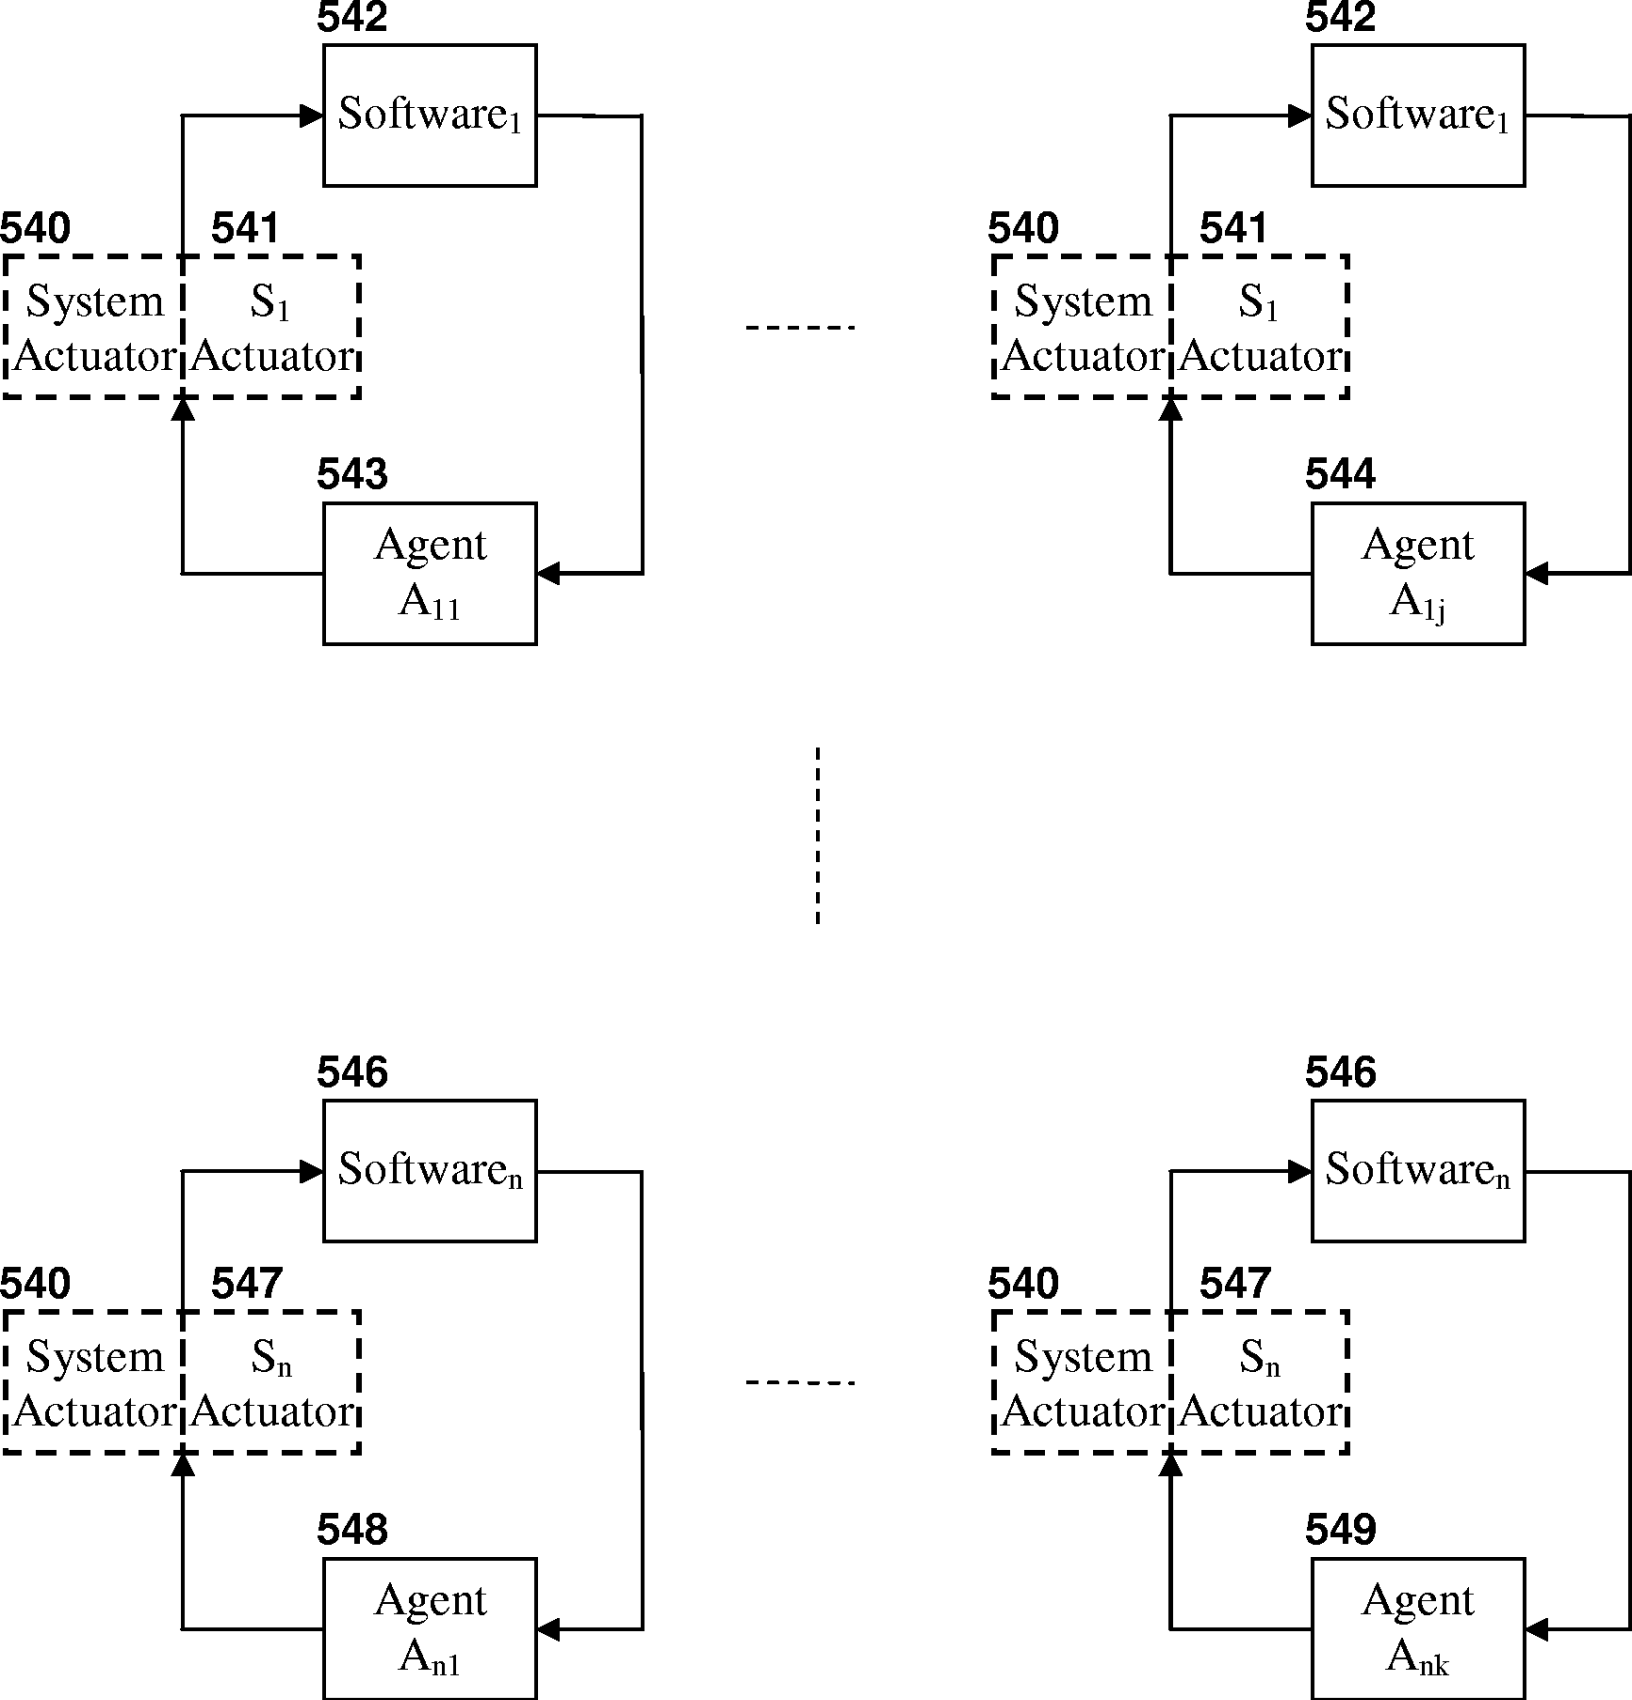 542
Software₁
540 541
System Actuator
S₁ Actuator
543
Agent
A₁₁
542
Software₁
540 541
System Actuator
S₁ Actuator
544
Agent
A₁ⱼ
546
Softwareₙ
540 547
System Actuator
Sₙ Actuator
548
Agent
Aₙ₁
546
Softwareₙ
540 547
System Actuator
Sₙ Actuator
549
Agent
Aₙₖ